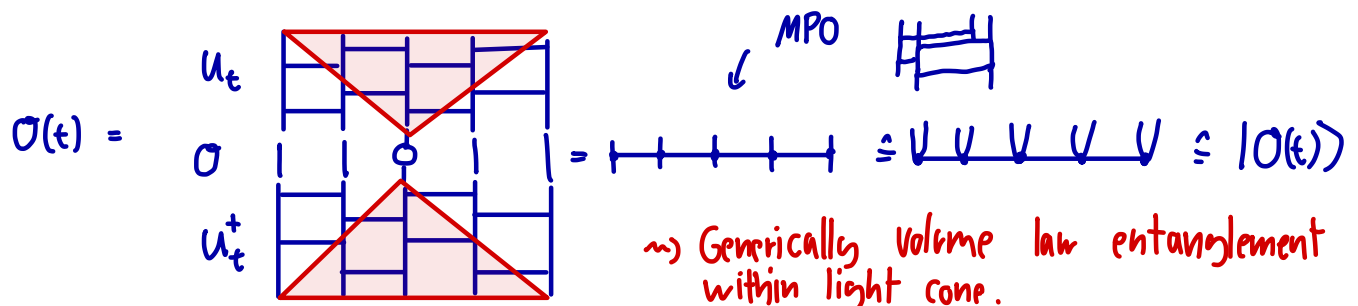 MPO
U_t
O(t) = O = ≙ ≙ |O(t)⟩⟩
U_t^+
~> Generically volume law entanglement
within light cone.